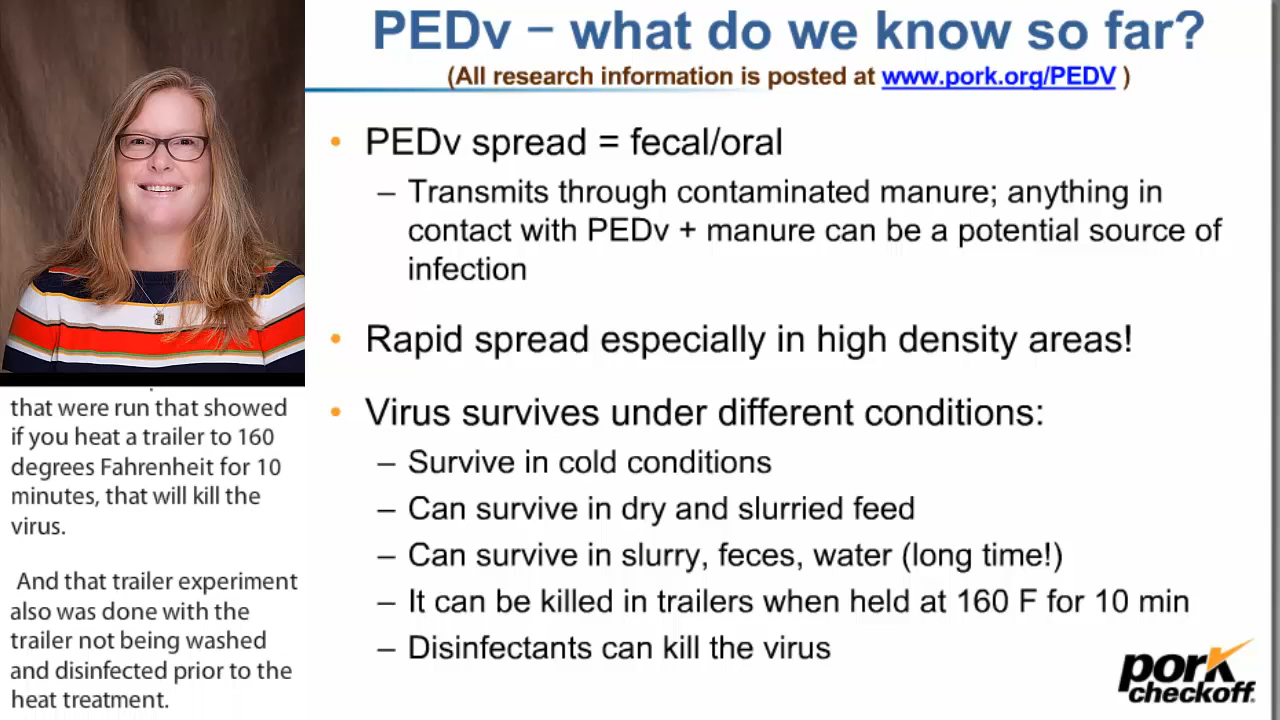 PEDv – what do we know so far?
(All research information is posted at www.pork.org/PEDV )
• PEDv spread = fecal/oral
– Transmits through contaminated manure; anything in
contact with PEDv + manure can be a potential source of
infection
• Rapid spread especially in high density areas!
• Virus survives under different conditions:
– Survive in cold conditions
– Can survive in dry and slurried feed
– Can survive in slurry, feces, water (long time!)
– It can be killed in trailers when held at 160 F for 10 min
– Disinfectants can kill the virus
pork
checkoff
that were run that showed
if you heat a trailer to 160
degrees Fahrenheit for 10
minutes, that will kill the
virus.
And that trailer experiment
also was done with the
trailer not being washed
and disinfected prior to the
heat treatment.